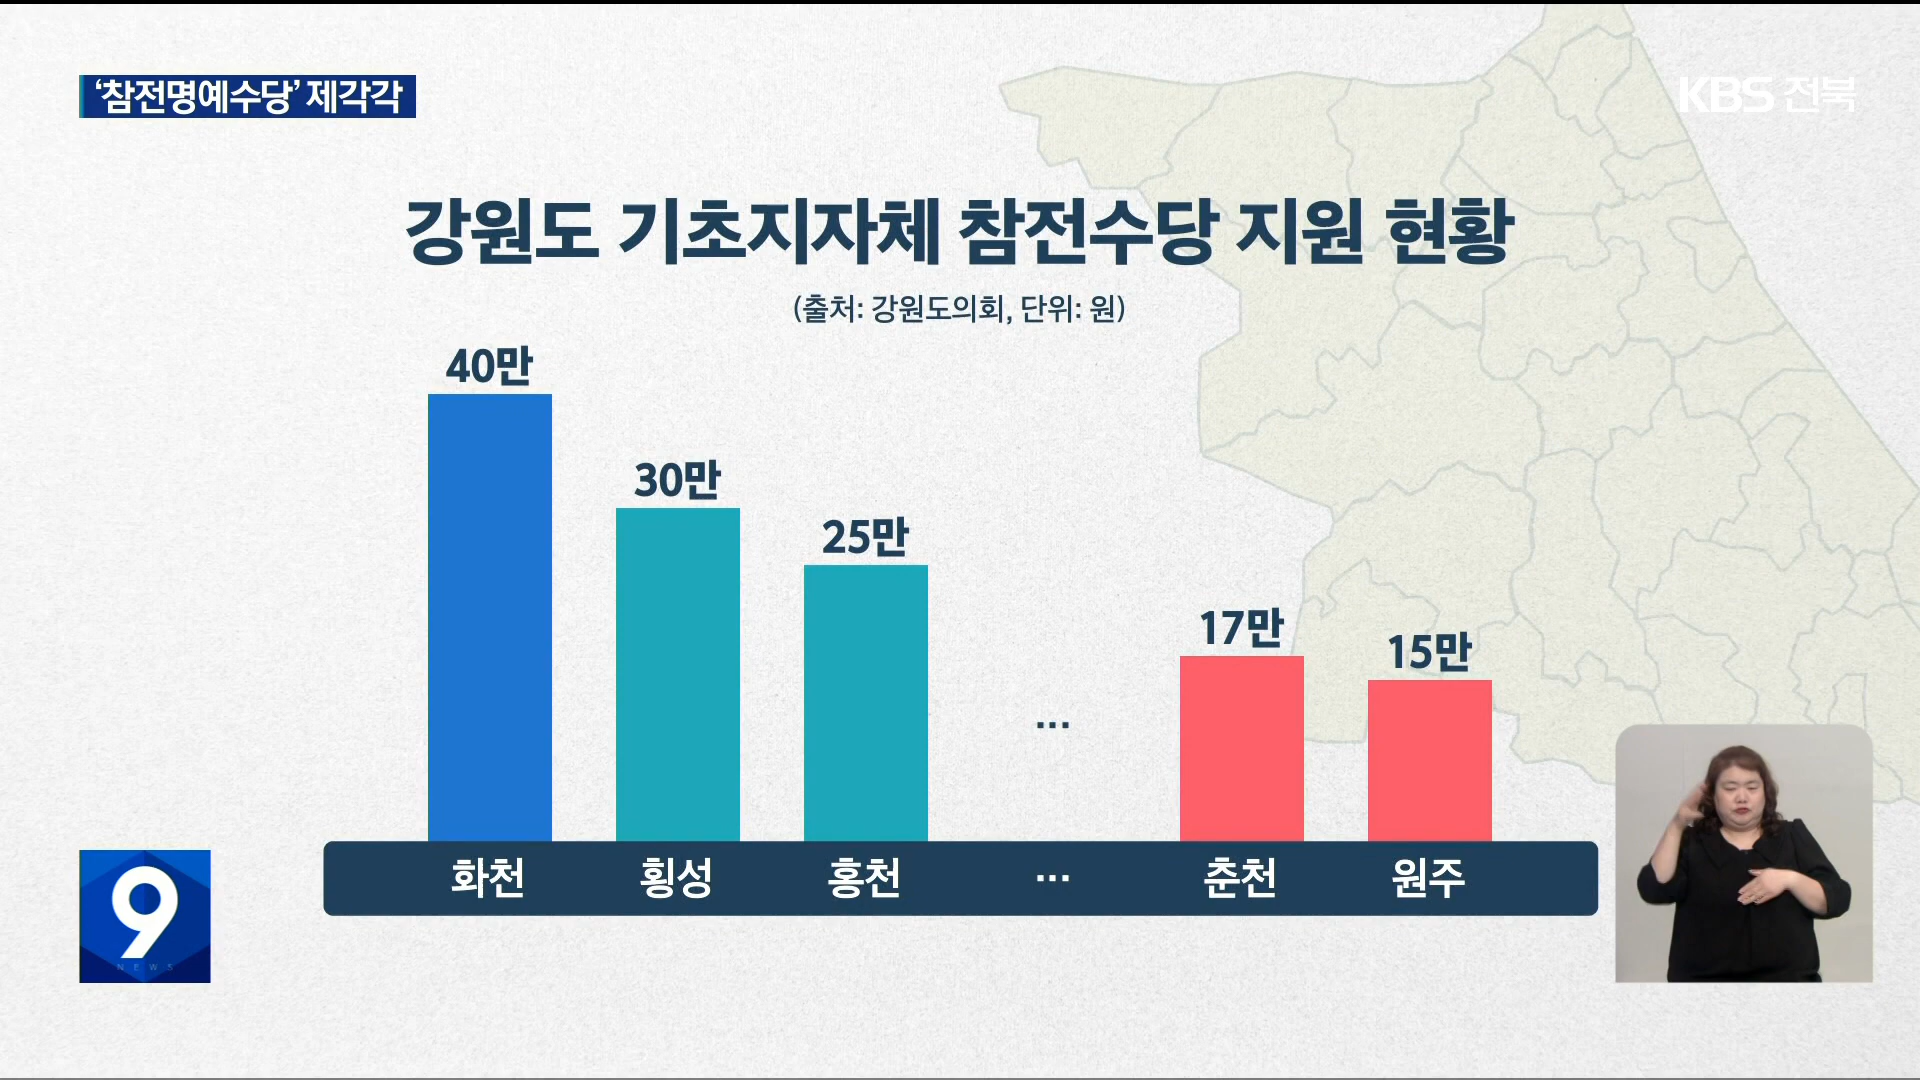 ‘참전명예수당’ 제각각
KBS 전북
강원도 기초지자체 참전수당 지원 현황
(출처: 강원도의회, 단위: 원)
40만
30만
25만
...
17만
15만
화천 횡성 홍천 ... 춘천 원주
9
NEWS